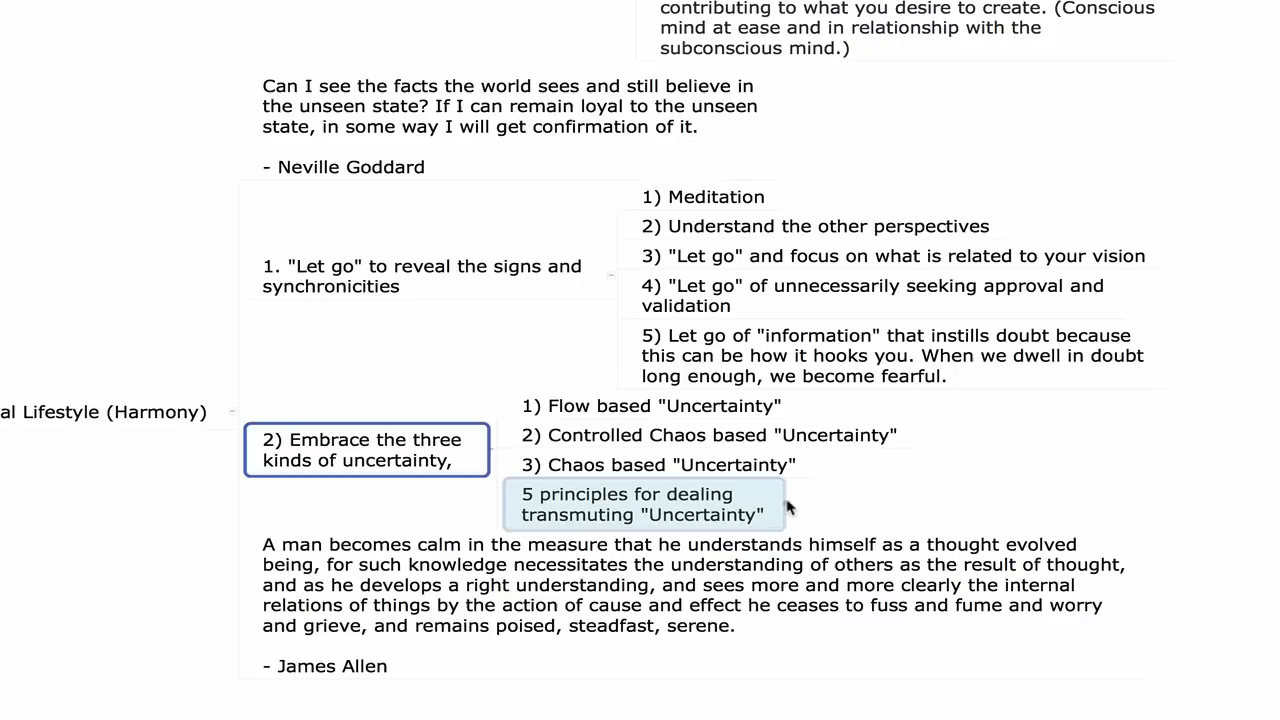 contributing to what you desire to create. (Conscious
mind at ease and in relationship with the
subconscious mind.)
Can I see the facts the world sees and still believe in
the unseen state? If I can remain loyal to the unseen
state, in some way I will get confirmation of it.
- Neville Goddard
1. "Let go" to reveal the signs and
synchronicities
1) Meditation
2) Understand the other perspectives
3) "Let go" and focus on what is related to your vision
4) "Let go" of unnecessarily seeking approval and
validation
5) Let go of "information" that instills doubt because
this can be how it hooks you. When we dwell in doubt
long enough, we become fearful.
al Lifestyle (Harmony)
2) Embrace the three
kinds of uncertainty,
1) Flow based "Uncertainty"
2) Controlled Chaos based "Uncertainty"
3) Chaos based "Uncertainty"
5 principles for dealing
transmuting "Uncertainty"
A man becomes calm in the measure that he understands himself as a thought evolved
being, for such knowledge necessitates the understanding of others as the result of thought,
and as he develops a right understanding, and sees more and more clearly the internal
relations of things by the action of cause and effect he ceases to fuss and fume and worry
and grieve, and remains poised, steadfast, serene.
- James Allen